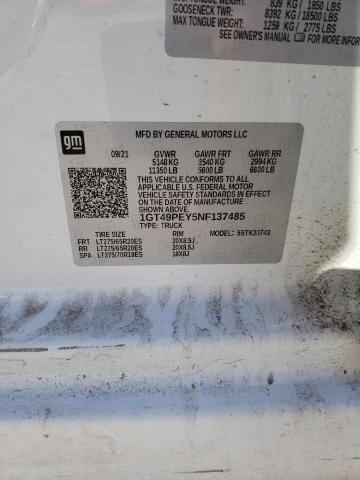 839 KG / 1850 LBS
GOOSENECK TWR: 8392 KG / 18500 LBS
MAX TONGUE WEIGHT: 1259 KG / 2775 LBS
SEE OWNER'S MANUAL FOR MORE INFORMATION
gm
MFD BY GENERAL MOTORS LLC
09/21 GVWR GAWR FRT GAWR RR
5148 KG 2540 KG 2994 KG
11350 LB 5600 LB 6600 LB
THIS VEHICLE CONFORMS TO ALL APPLICABLE
U.S. FEDERAL MOTOR VEHICLE SAFETY
STANDARDS IN EFFECT ON THE DATE OF
MANUFACTURE SHOWN ABOVE.
1GT49PEY5NF137485
TYPE: TRUCK
TIRE SIZE RIM 55TK20743
FRT LT275/65R20ES 20X8.5J
RR LT275/65R20ES 20X8.5J
SPA LT275/70R18ES 18X8J